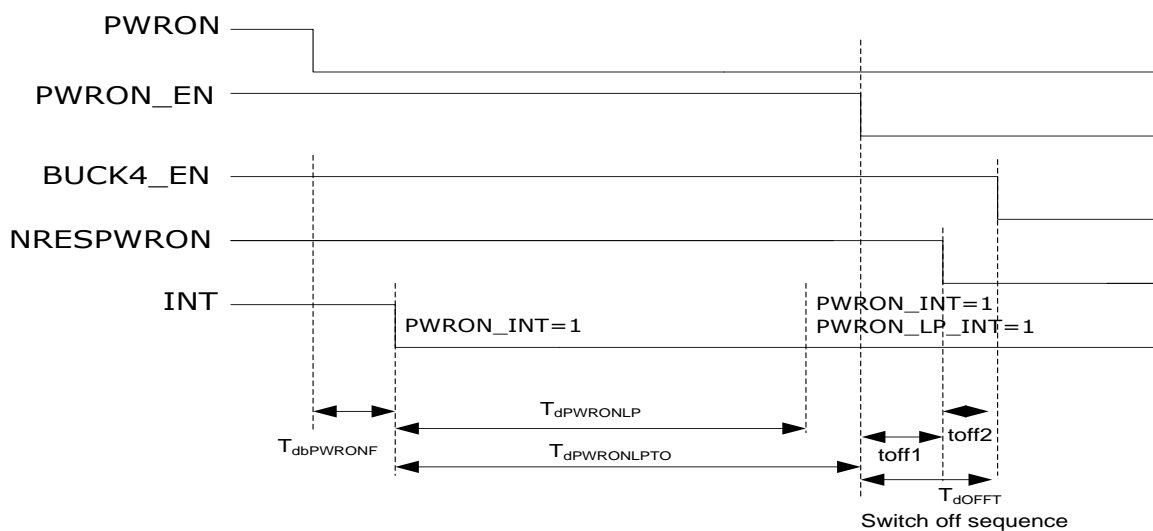 PWRON
PWRON_EN
BUCK4_EN
NRESPWRON
INT
PWRON_INT=1
PWRON_INT=1
PWRON_LP_INT=1
TdbPWRONF
TdPWRONLP
TdPWRONLPTO
toff1
toff2
TdOFFT
Switch off sequence